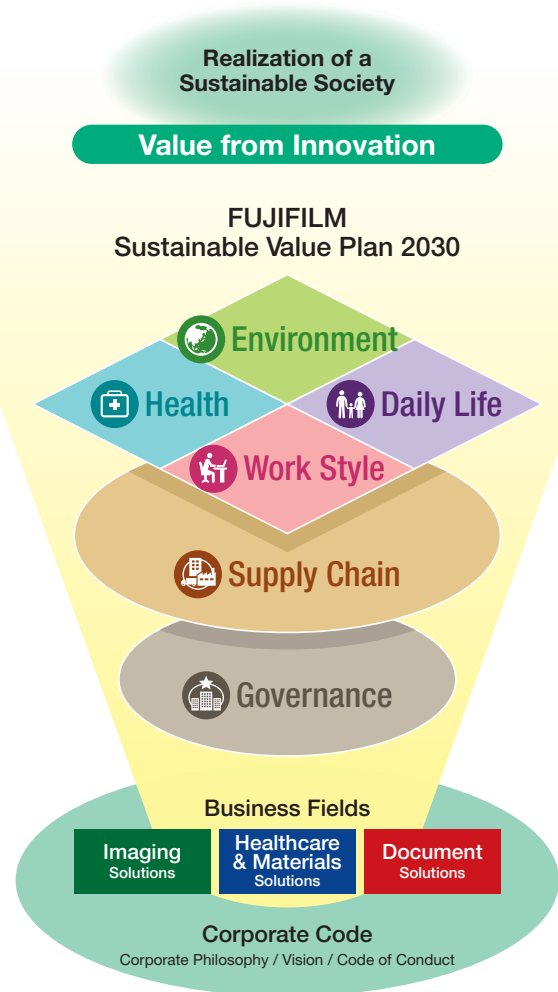 Realization of a
Sustainable Society
Value from Innovation
FUJIFILM
Sustainable Value Plan 2030
Environment
Health
Daily Life
Work Style
Supply Chain
Governance
Business Fields
Imaging
Solutions
Healthcare
& Materials
Solutions
Document
Solutions
Corporate Code
Corporate Philosophy / Vision / Code of Conduct